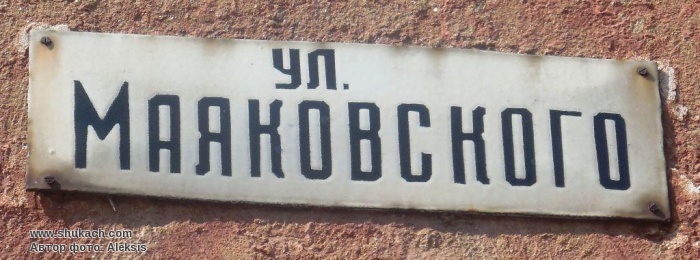 ул.
Маяковского
www.shukach.com
Автор фото: Aleksis